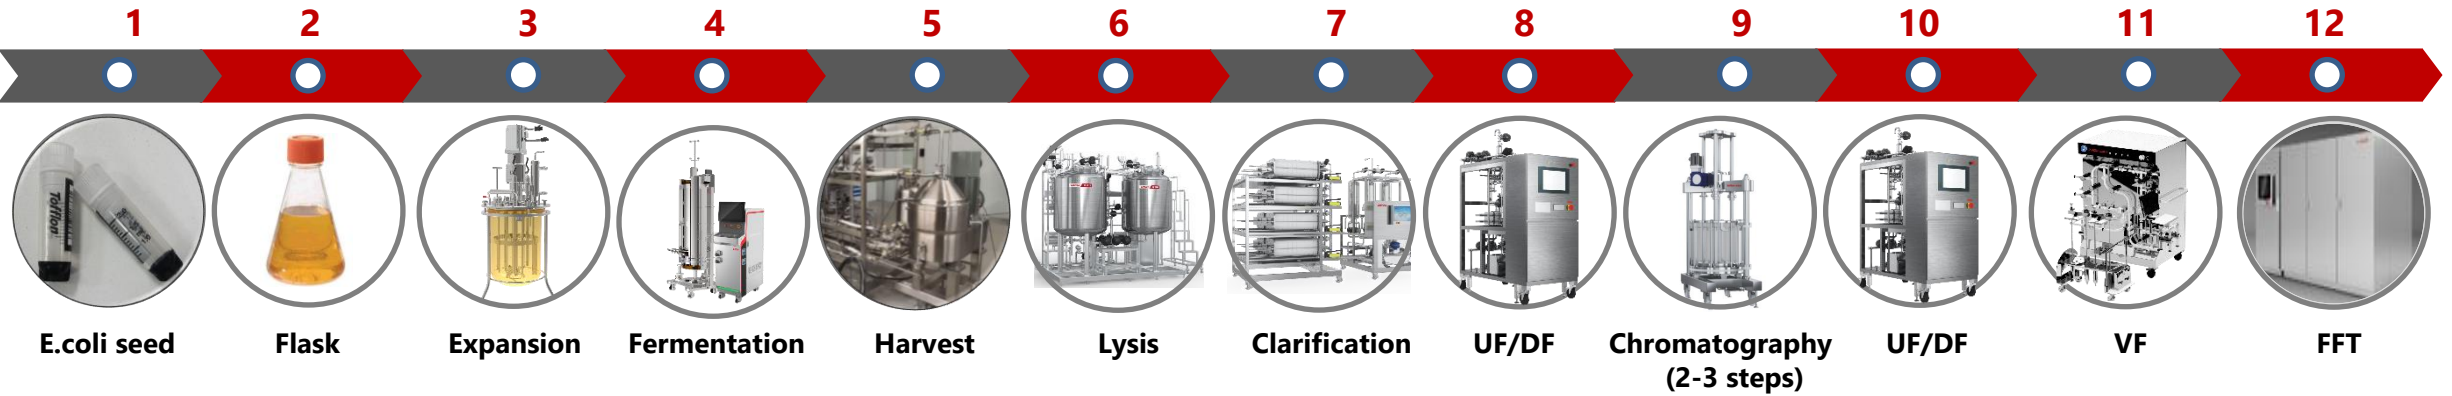 1 2 3 4 5 6 7 8 9 10 11 12
Tofflon
E.coli seed Flask Expansion Fermentation Harvest Lysis Clarification UF/DF Chromatography UF/DF VF FFT
(2-3 steps)